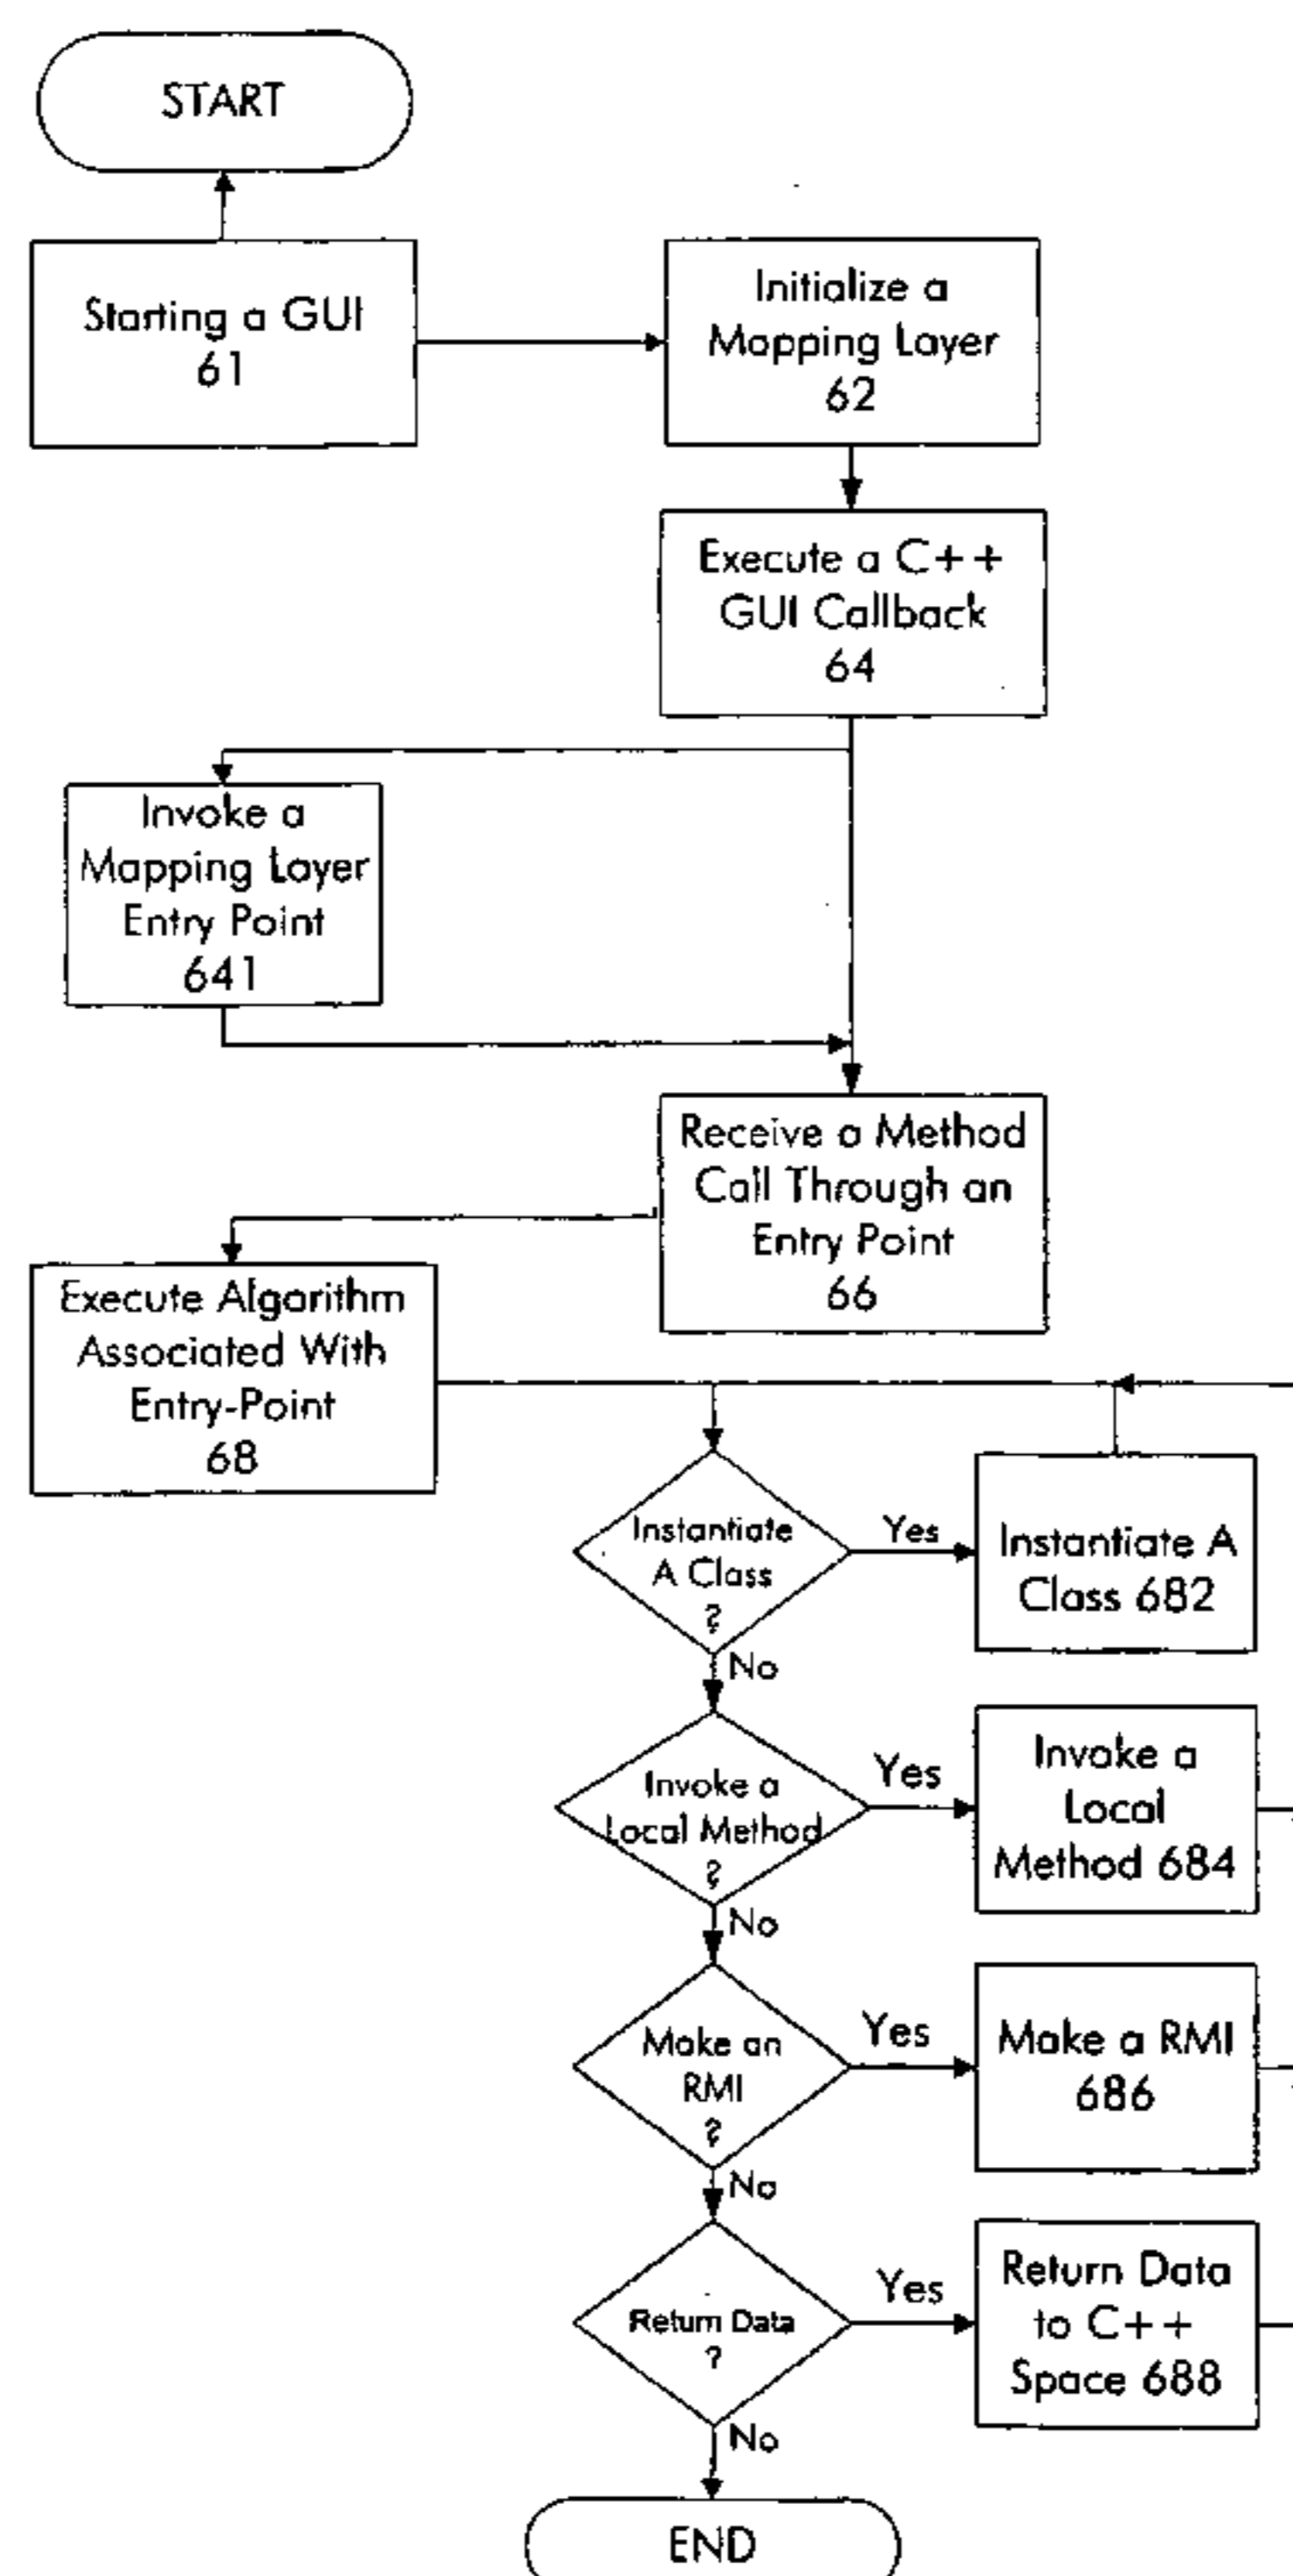 START
Starting a GUI
61
Initialize a
Mapping Layer
62
Execute a C++
GUI Callback
64
Invoke a
Mapping Layer
Entry Point
641
Receive a Method
Call Through an
Entry Point
66
Execute Algorithm
Associated With
Entry-Point
68
Instantiate
A Class
?
Yes
Instantiate A
Class 682
No
Invoke a
Local Method
?
Yes
Invoke a
Local
Method 684
No
Make an
RMI
?
Yes
Make a RMI
686
No
Return Data
?
Yes
Return Data
to C++
Space 688
No
END